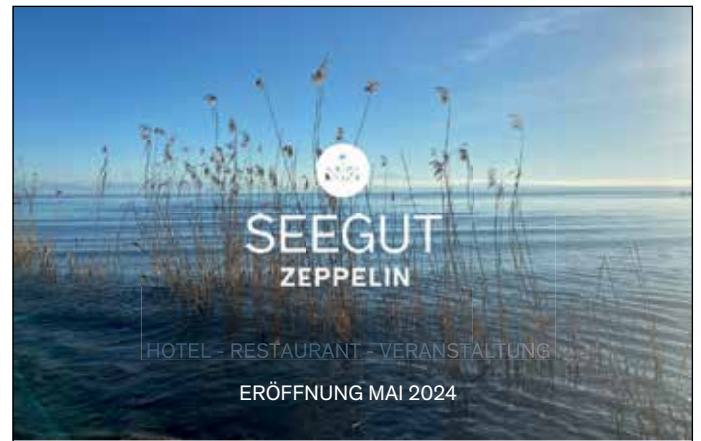 SEEGUT
ZEPPELIN
HOTEL - RESTAURANT - VERANSTALTUNG
ERÖFFNUNG MAI 2024